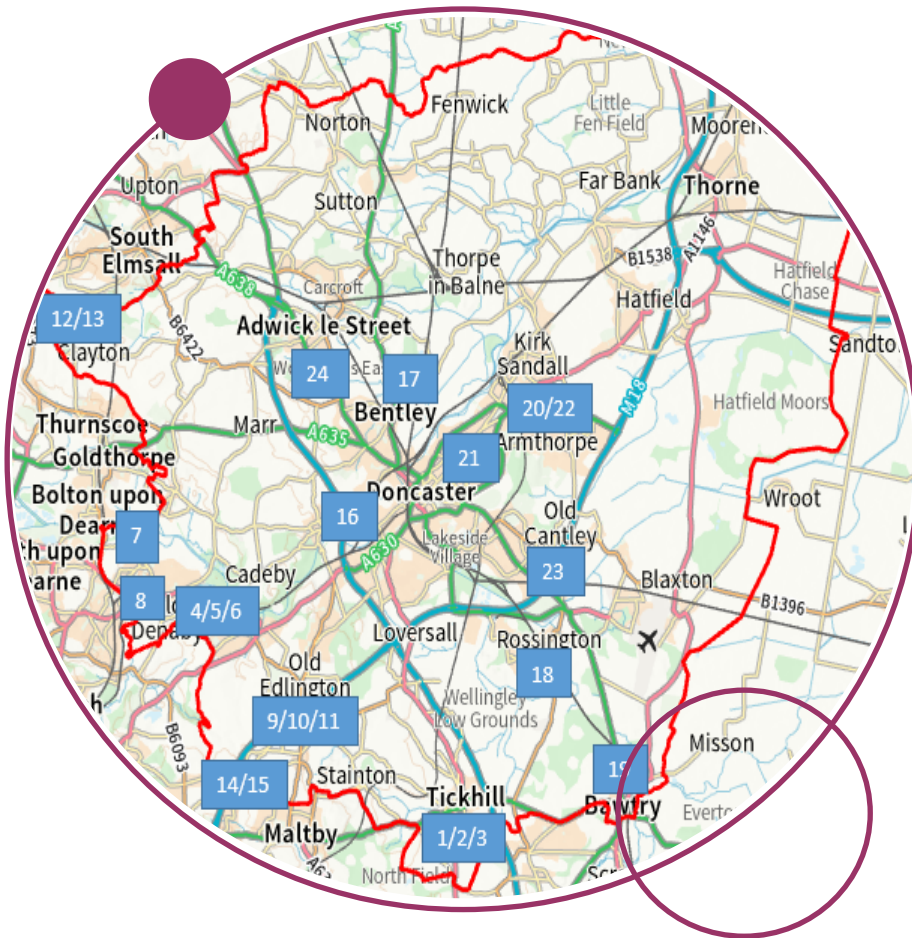 Fenwick
Norton
Little
Fen Field
Upton
Far Bank
Thorne
Sutton
South
Elmsall
A638
Thorpe
in Balne
B1538
A1146
Hatfield
Chase
Carcroft
Hatfield
12/13
Clayton
B6422
Adwick le Street
Kirk
Sandall
24
17
20/22
M18
Hatfield Moors
Bentley
Thurnscoe
Marr
A635
Armthorpe
Goldthorpe
21
Bolton upon
Doncaster
Wroot
16
Old
Cantley
7
Lakeside
Village
A630
23
Cadeby
Blaxton
8
4/5/6
B1396
Denaby
Loversall
Rossington
Old
Edlington
18
Wellingley
Low Grounds
9/10/11
B6093
Misson
14/15
Stainton
19
Tickhill
Bawtry
Maltby
1/2/3
North Field